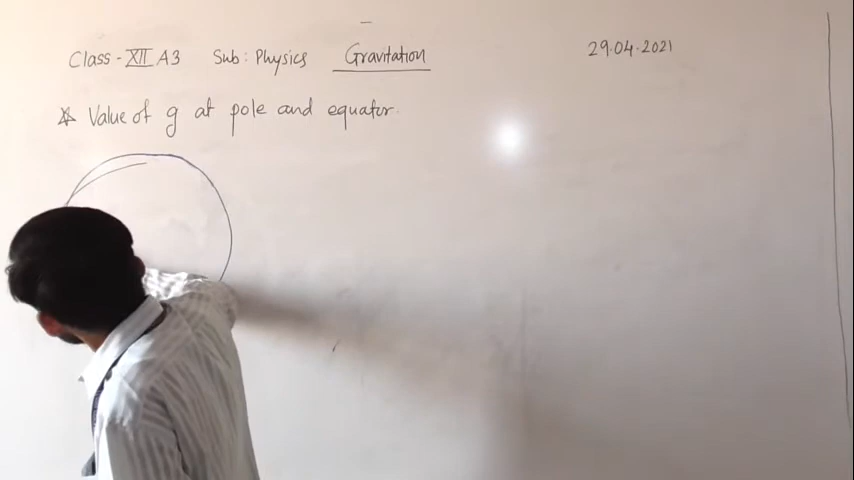 Class - XII A3 Sub: Physics Gravitation 29.04.2021
* Value of g at pole and equator.